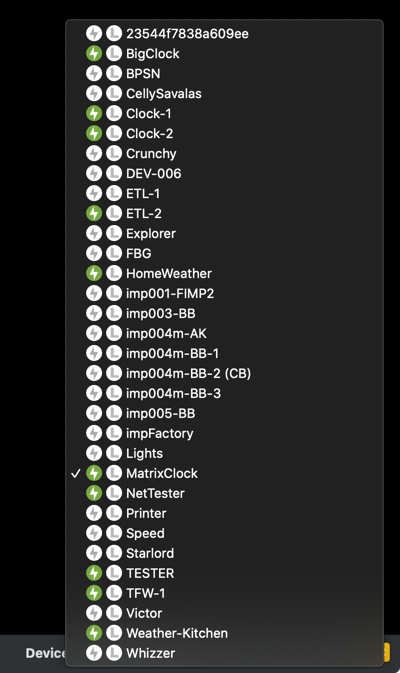 23544f7838a609ee
BigClock
BPSN
CellySavalas
Clock-1
Clock-2
Crunchy
DEV-006
ETL-1
ETL-2
Explorer
FBG
HomeWeather
imp001-FIMP2
imp003-BB
imp004m-AK
imp004m-BB-1
imp004m-BB-2 (CB)
imp004m-BB-3
imp005-BB
impFactory
Lights
MatrixClock
NetTester
Printer
Speed
Starlord
TESTER
TFW-1
Victor
Weather-Kitchen
Whizzer